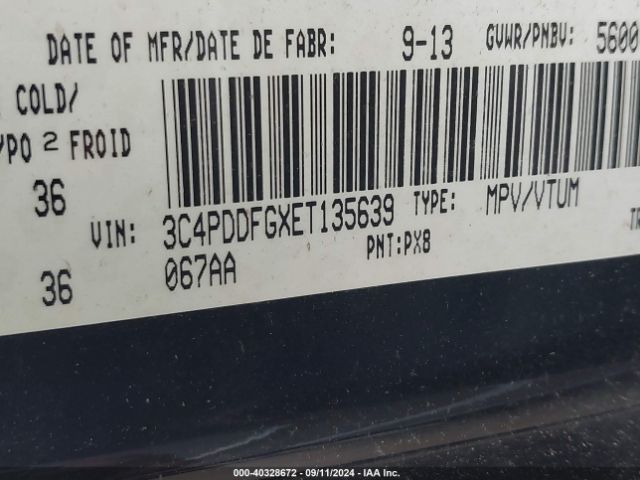 DATE OF MFR/DATE DE FABR: 9-13 GVWR/PNBV: 5600
COLD/
PO 2 FROID
36
VIN: 3C4PDDFGXET135639 TYPE: MPV/VTUM
PNT:PX8
36 067AA
000-40328672 - 09/11/2024 - IAA Inc.